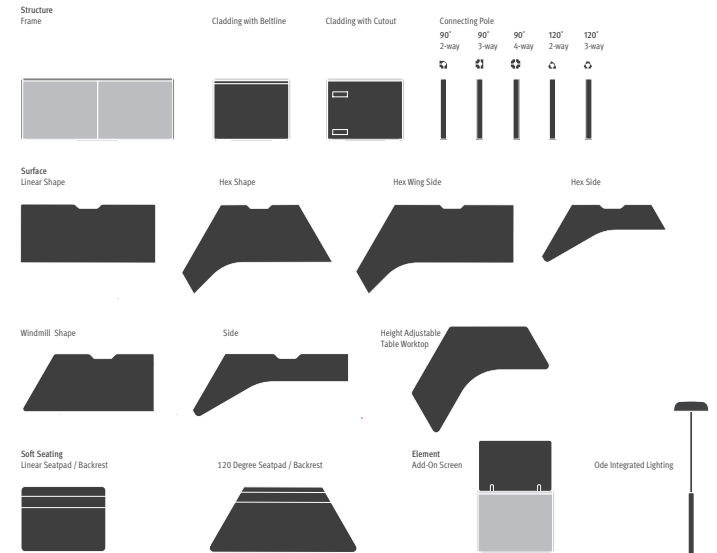 Structure
Frame
Cladding with Beltline
Cladding with Cutout
Connecting Pole
90° 90° 90° 120° 120°
2-way 3-way 4-way 2-way 3-way
Surface
Linear Shape
Hex Shape
Hex Wing Side
Hex Side
Windmill Shape
Side
Height Adjustable
Table Worktop
Soft Seating
Linear Seatpad / Backrest
120 Degree Seatpad / Backrest
Element
Add-On Screen
Ode Integrated Lighting